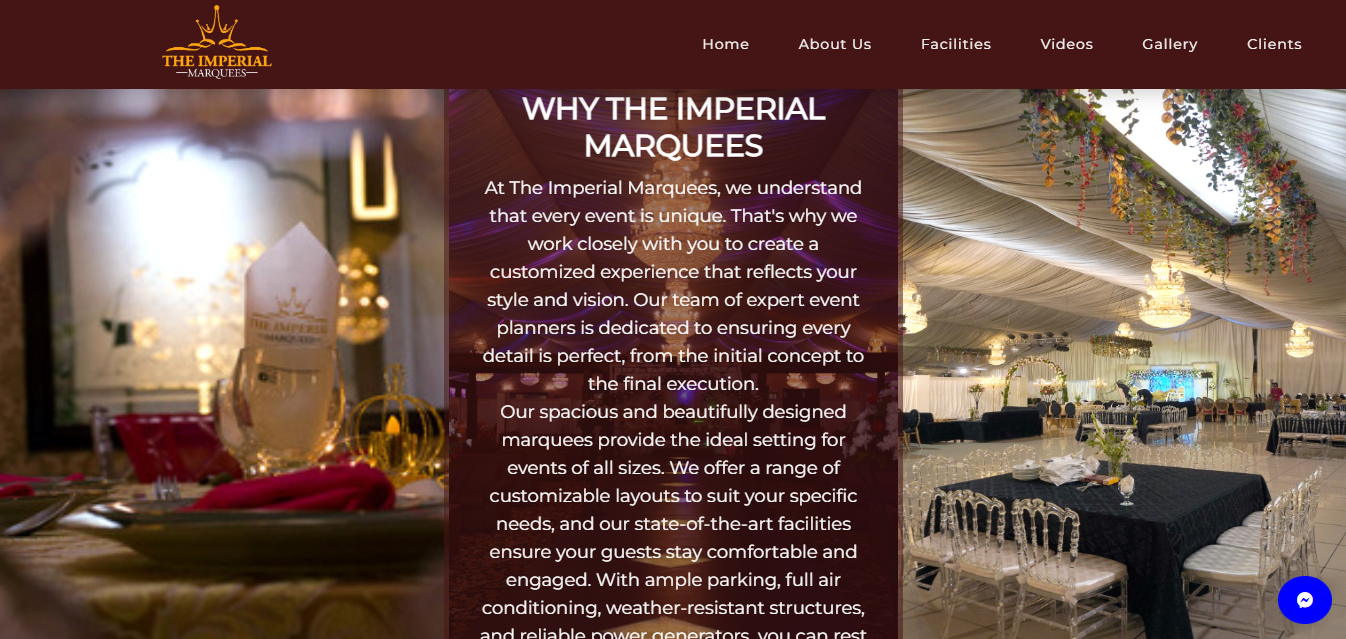 THE IMPERIAL
MARQUEES
Home
About Us
Facilities
Videos
Gallery
Clients
THE IMPERIAL
MARQUEES
WHY THE IMPERIAL
MARQUEES
At The Imperial Marquees, we understand
that every event is unique. That's why we
work closely with you to create a
customized experience that reflects your
style and vision. Our team of expert event
planners is dedicated to ensuring every
detail is perfect, from the initial concept to
the final execution.
Our spacious and beautifully designed
marquees provide the ideal setting for
events of all sizes. We offer a range of
customizable layouts to suit your specific
needs, and our state-of-the-art facilities
ensure your guests stay comfortable and
engaged. With ample parking, full air
conditioning, weather-resistant structures,
and reliable power generators, you can rest